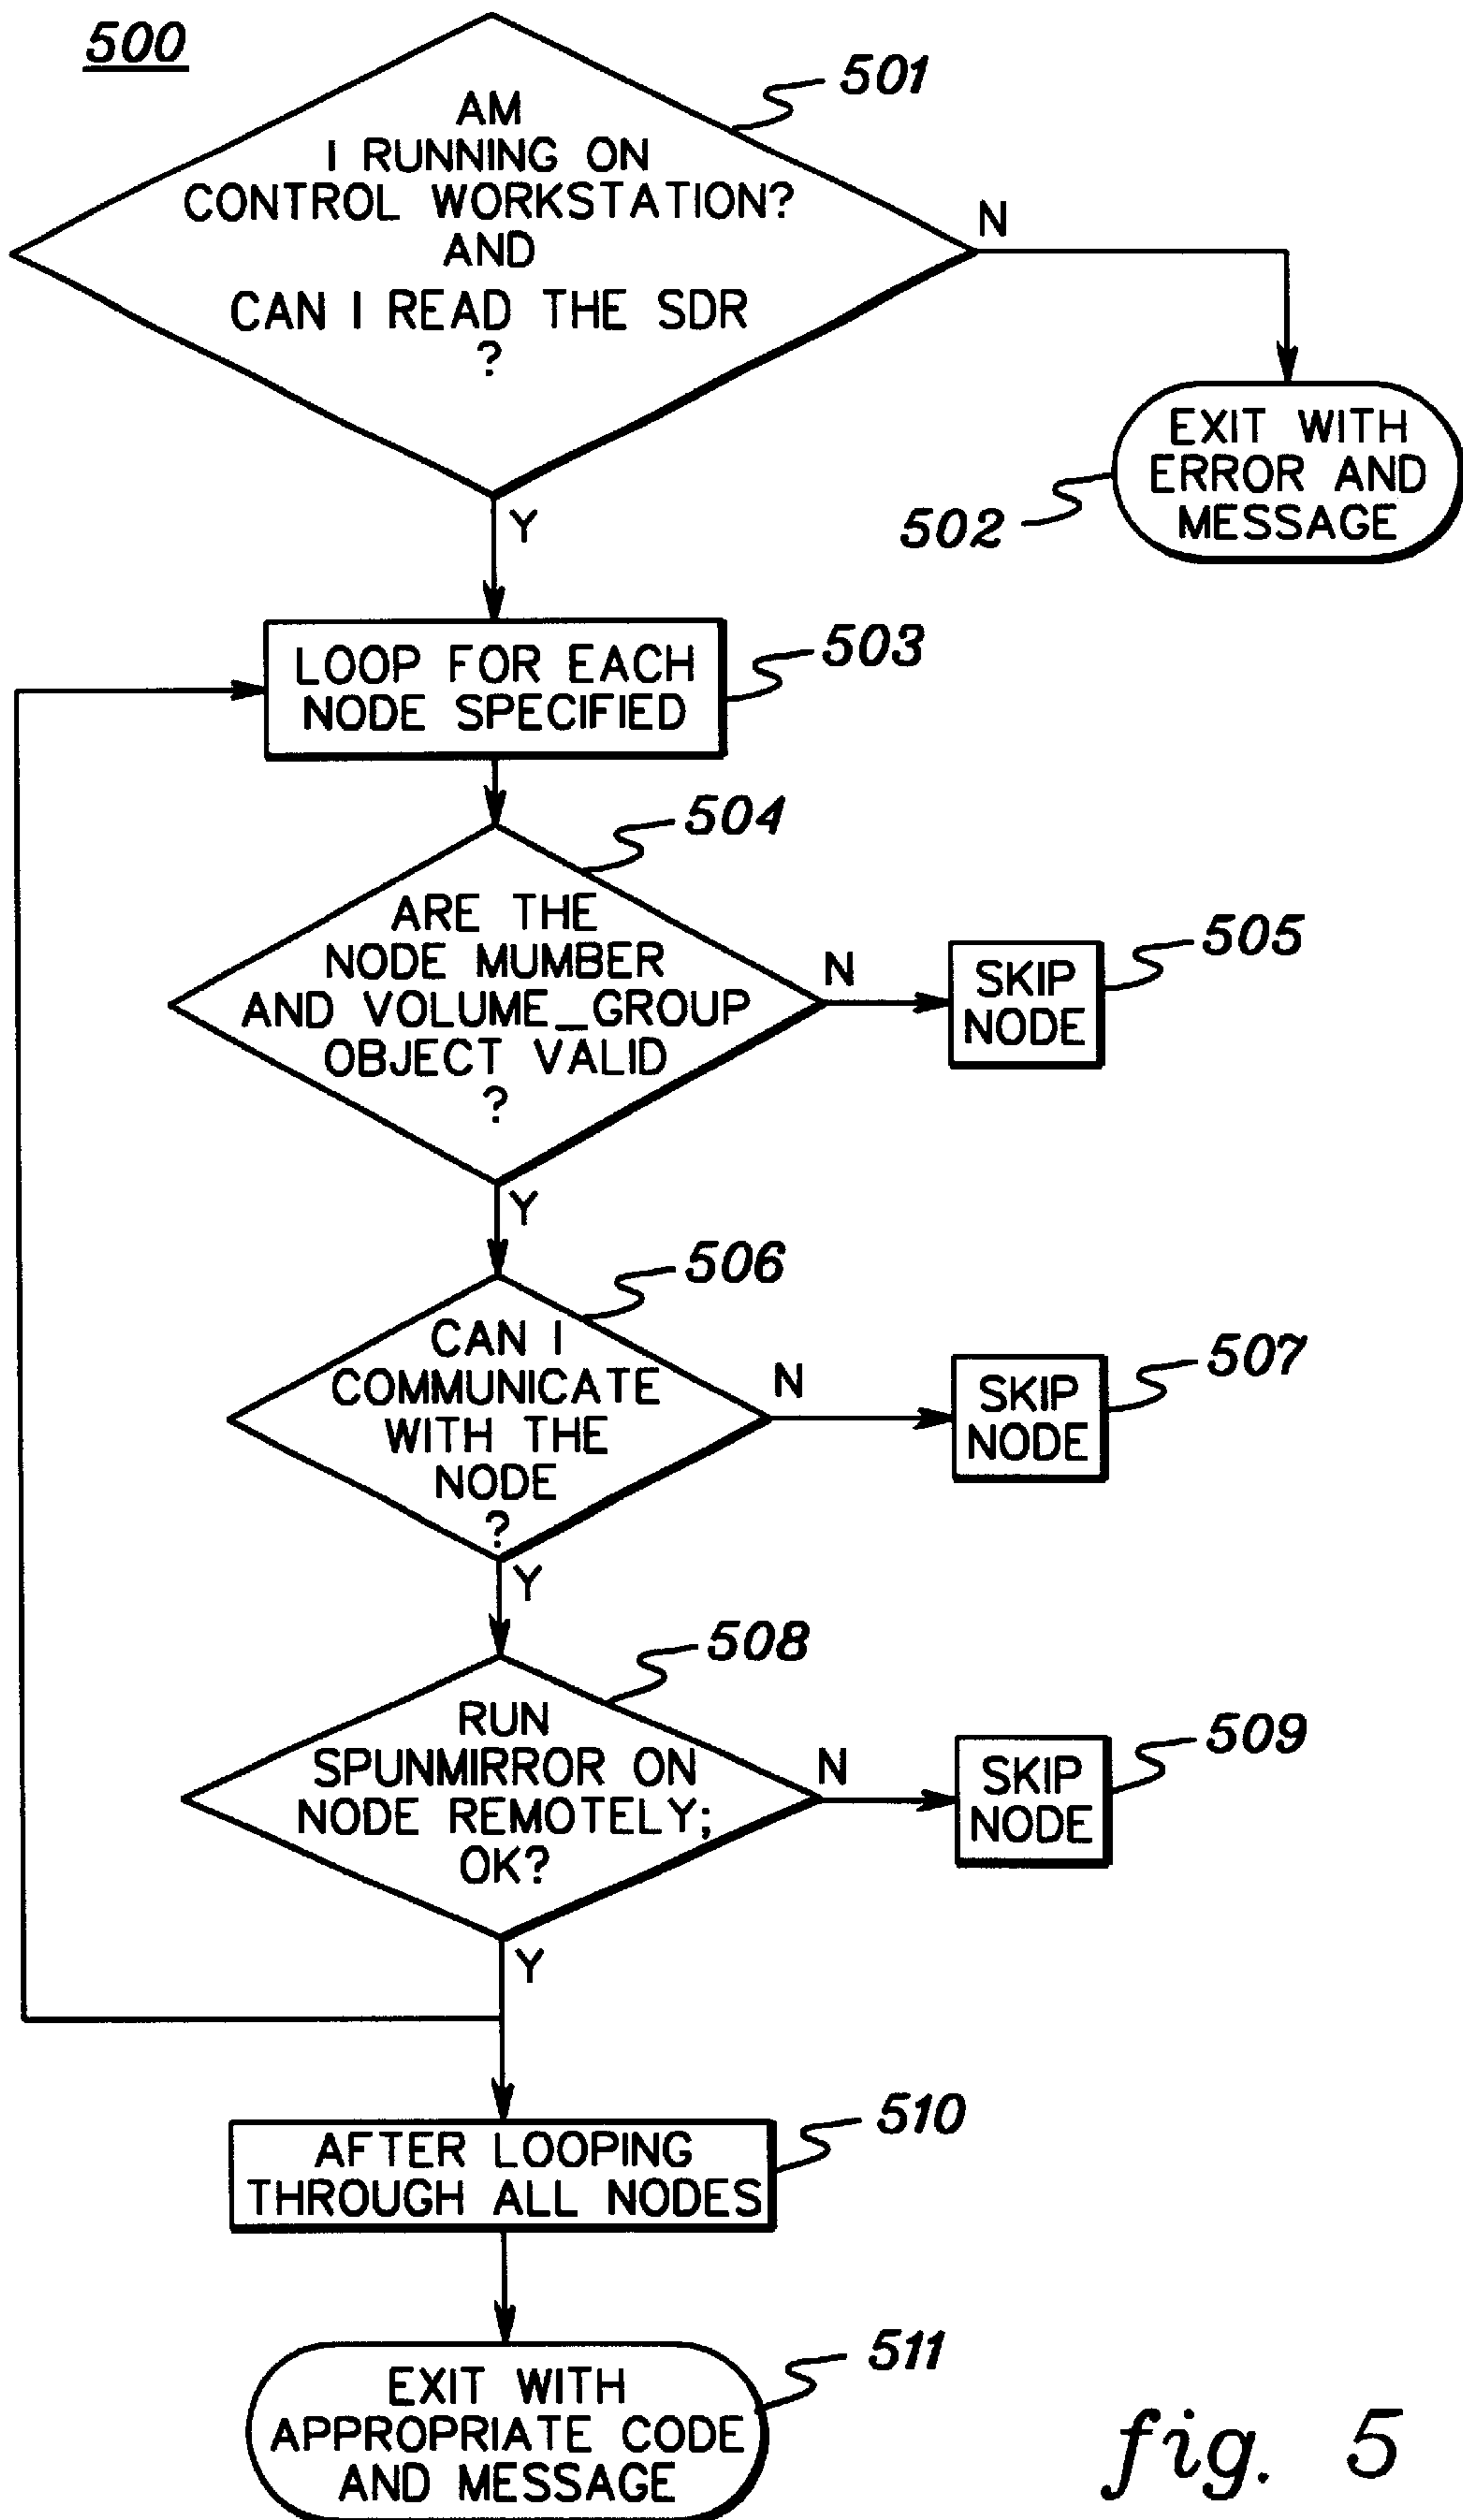 500
501
AM
I RUNNING ON
CONTROL WORKSTATION?
AND
CAN I READ THE SDR
?
N
Y
EXIT WITH
ERROR AND
MESSAGE
502
LOOP FOR EACH
NODE SPECIFIED
503
504
ARE THE
NODE MUMBER
AND VOLUME_GROUP
OBJECT VALID
?
N
Y
SKIP
NODE
505
506
CAN I
COMMUNICATE
WITH THE
NODE
?
N
Y
SKIP
NODE
507
508
RUN
SPUNMIRROR ON
NODE REMOTELY;
OK?
N
Y
SKIP
NODE
509
AFTER LOOPING
THROUGH ALL NODES
510
EXIT WITH
APPROPRIATE CODE
AND MESSAGE
511
fig. 5